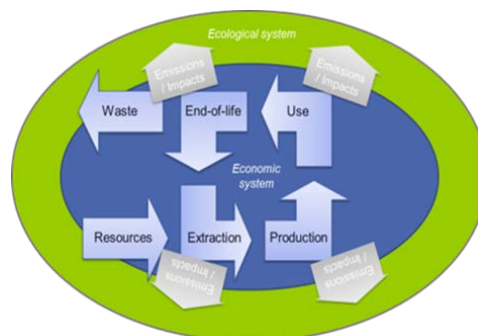 Ecological system
Emissions
/ Impacts
Emissions
/ Impacts
Waste
End-of-life
Use
Economic
system
Resources
Extraction
Production
Emissions
/ Impacts
Emissions
/ Impacts